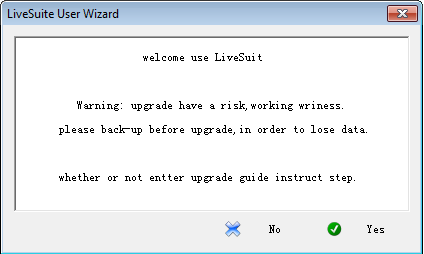 LiveSuite User Wizard
welcome use LiveSuit
Warning: upgrade have a risk,working wriness.
please back-up before upgrade,in order to lose data.
whether or not entter upgrade guide instruct step.
No Yes